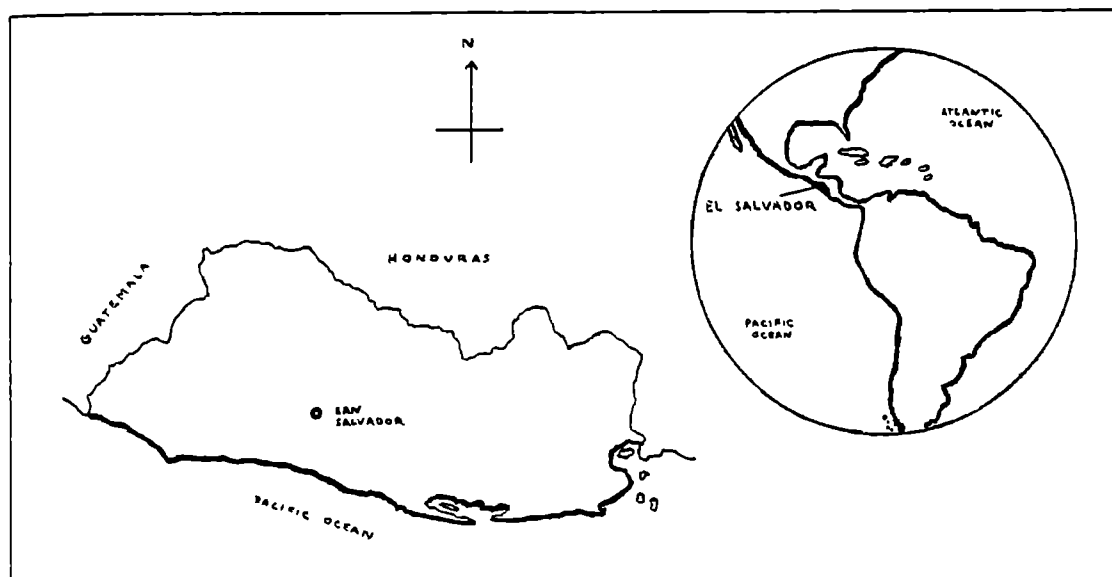 N
ATLANTIC
OCEAN
EL SALVADOR
HONDURAS
GUATEMALA
PACIFIC
OCEAN
SAN
SALVADOR
PACIFIC OCEAN